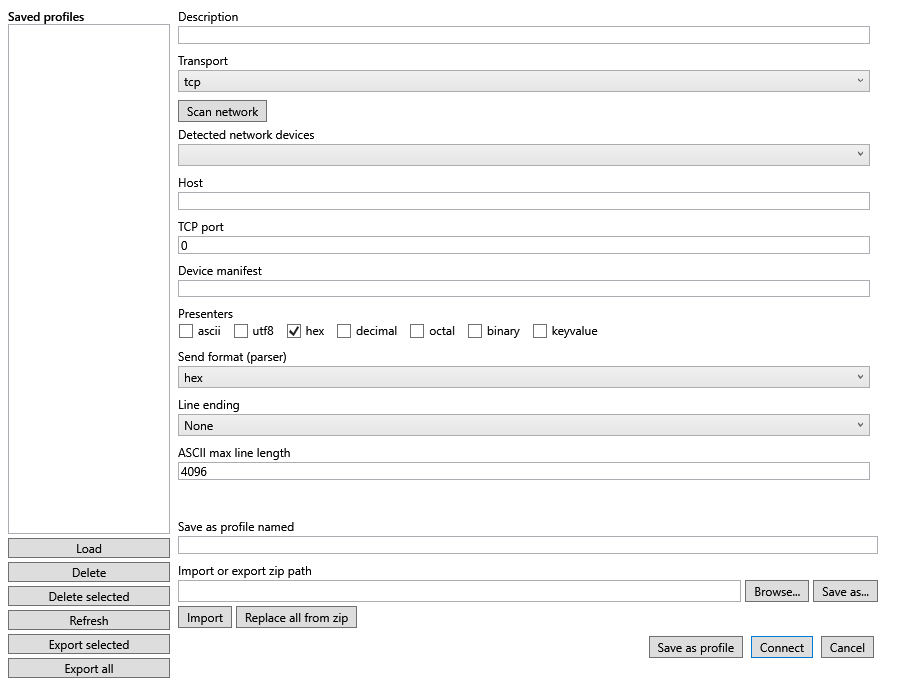 Saved profiles
Load
Delete
Delete selected
Refresh
Export selected
Export all
Description
Transport
tcp
Scan network
Detected network devices
Host
TCP port
0
Device manifest
Presenters
ascii utf8 hex decimal octal binary keyvalue
Send format (parser)
hex
Line ending
None
ASCII max line length
4096
Save as profile named
Import or export zip path
Browse... Save as...
Import Replace all from zip
Save as profile Connect Cancel